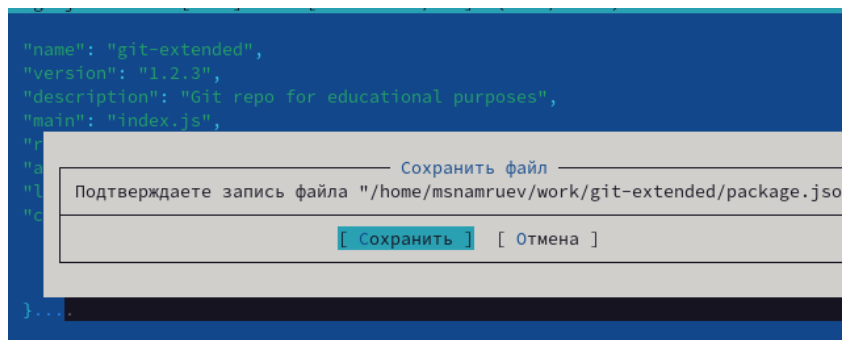 "name": "git-extended",
"version": "1.2.3",
"description": "Git repo for educational purposes",
"main": "index.js",
"r
"a
"l
"c
Сохранить файл
Подтверждаете запись файла "/home/msnamruev/work/git-extended/package.jso
[ Сохранить ] [ Отмена ]
}....